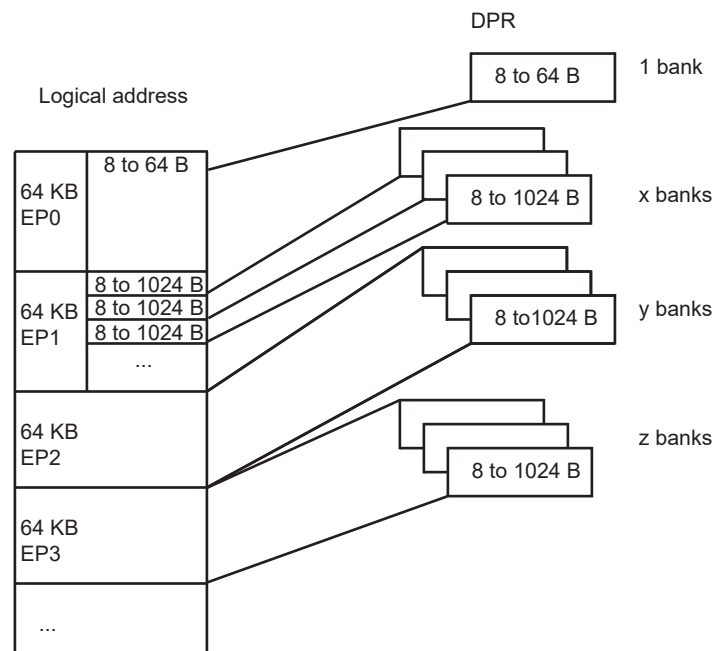 DPR
8 to 64 B
1 bank
Logical address
8 to 64 B
64 KB
EP0
8 to 1024 B
x banks
8 to 1024 B
8 to 1024 B
8 to 1024 B
...
64 KB
EP1
8 to1024 B
y banks
64 KB
EP2
8 to 1024 B
z banks
64 KB
EP3
...